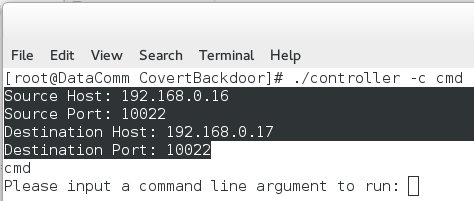 File Edit View Search Terminal Help
[root@DataComm CovertBackdoor]# ./controller -c cmd
Source Host: 192.168.0.16
Source Port: 10022
Destination Host: 192.168.0.17
Destination Port: 10022
cmd
Please input a command line argument to run: